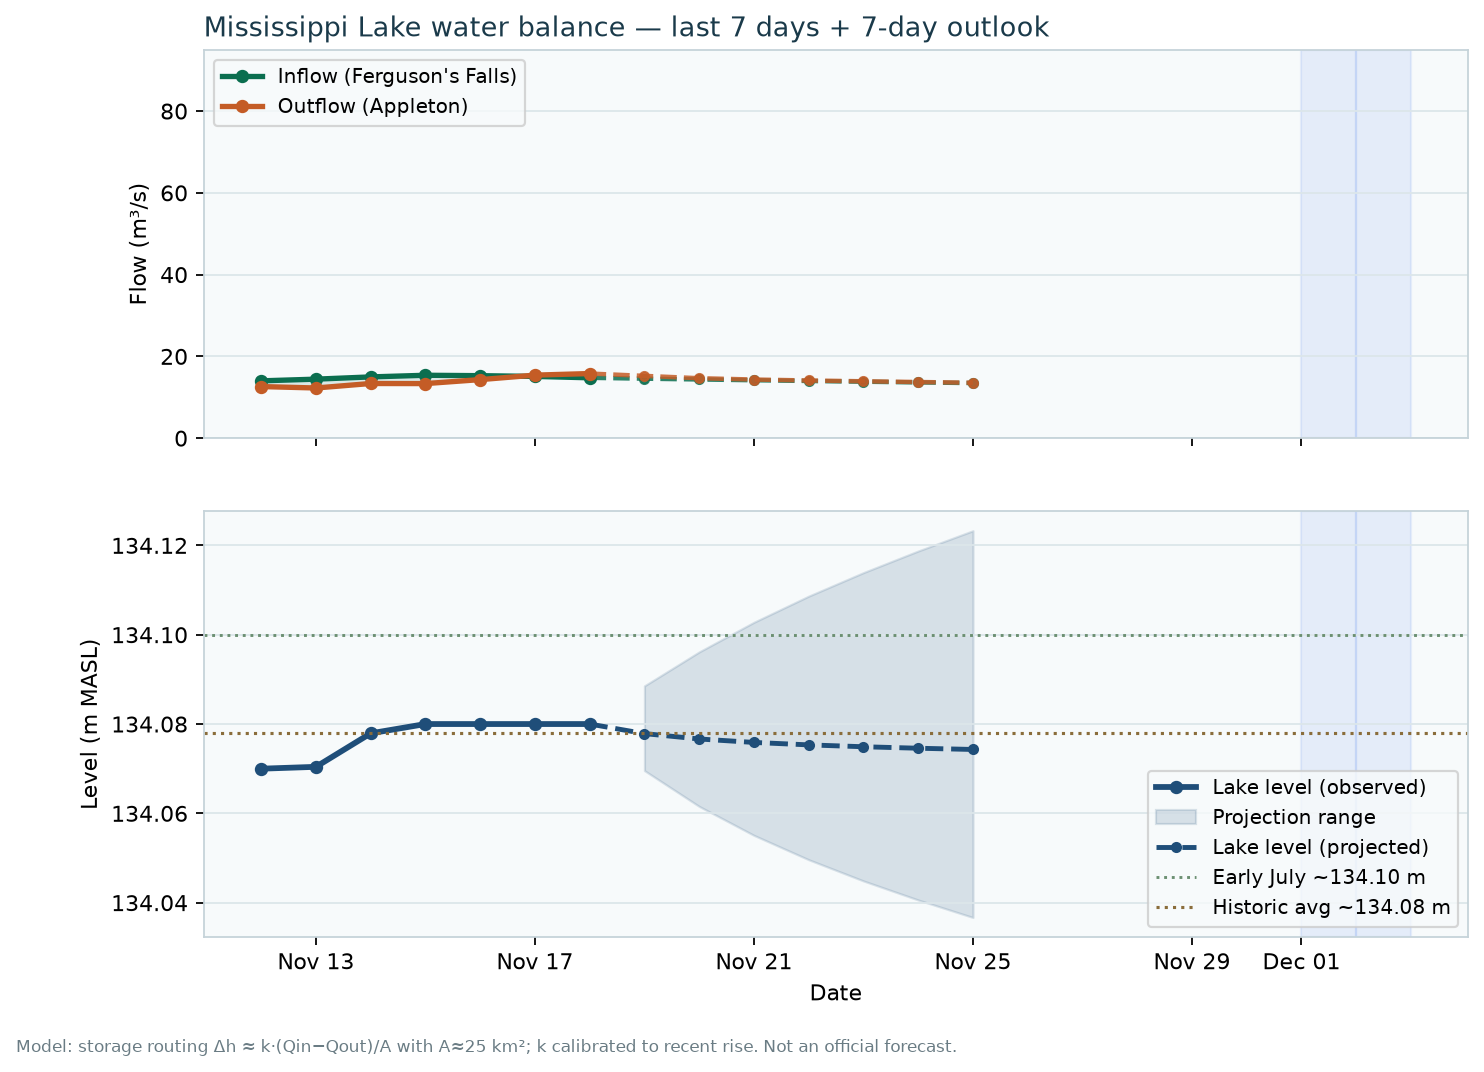 Mississippi Lake water balance — last 7 days + 7-day outlook
Inflow (Ferguson's Falls)
Outflow (Appleton)
Flow (m³/s)
80
60
40
20
0
Level (m MASL)
134.12
134.10
134.08
134.06
134.04
Lake level (observed)
Projection range
Lake level (projected)
Early July ~134.10 m
Historic avg ~134.08 m
Nov 13
Nov 17
Nov 21
Nov 25
Nov 29
Dec 01
Date
Model: storage routing Δh ≈ k·(Qin−Qout)/A with A≈25 km²; k calibrated to recent rise. Not an official forecast.